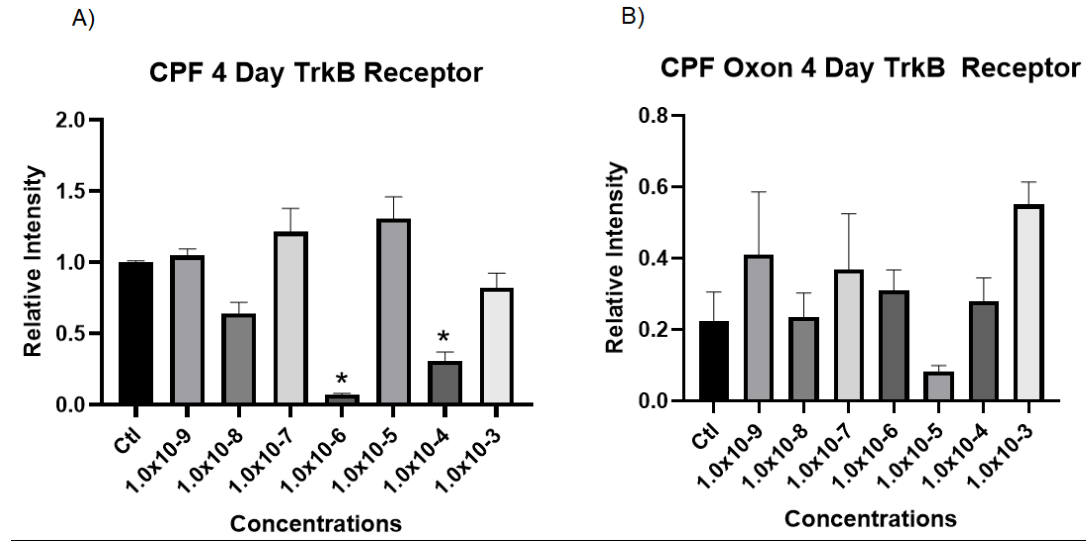 A)
CPF 4 Day TrkB Receptor
Relative Intensity
2.0
1.5
1.0
0.5
0.0
*
*
Ctl
1.0x10-9
1.0x10-8
1.0x10-7
1.0x10-6
1.0x10-5
1.0x10-4
1.0x10-3
Concentrations
B)
CPF Oxon 4 Day TrkB  Receptor
Relative Intensity
0.8
0.6
0.4
0.2
0.0
Ctl
1.0x10-9
1.0x10-8
1.0x10-7
1.0x10-6
1.0x10-5
1.0x10-4
1.0x10-3
Concentrations